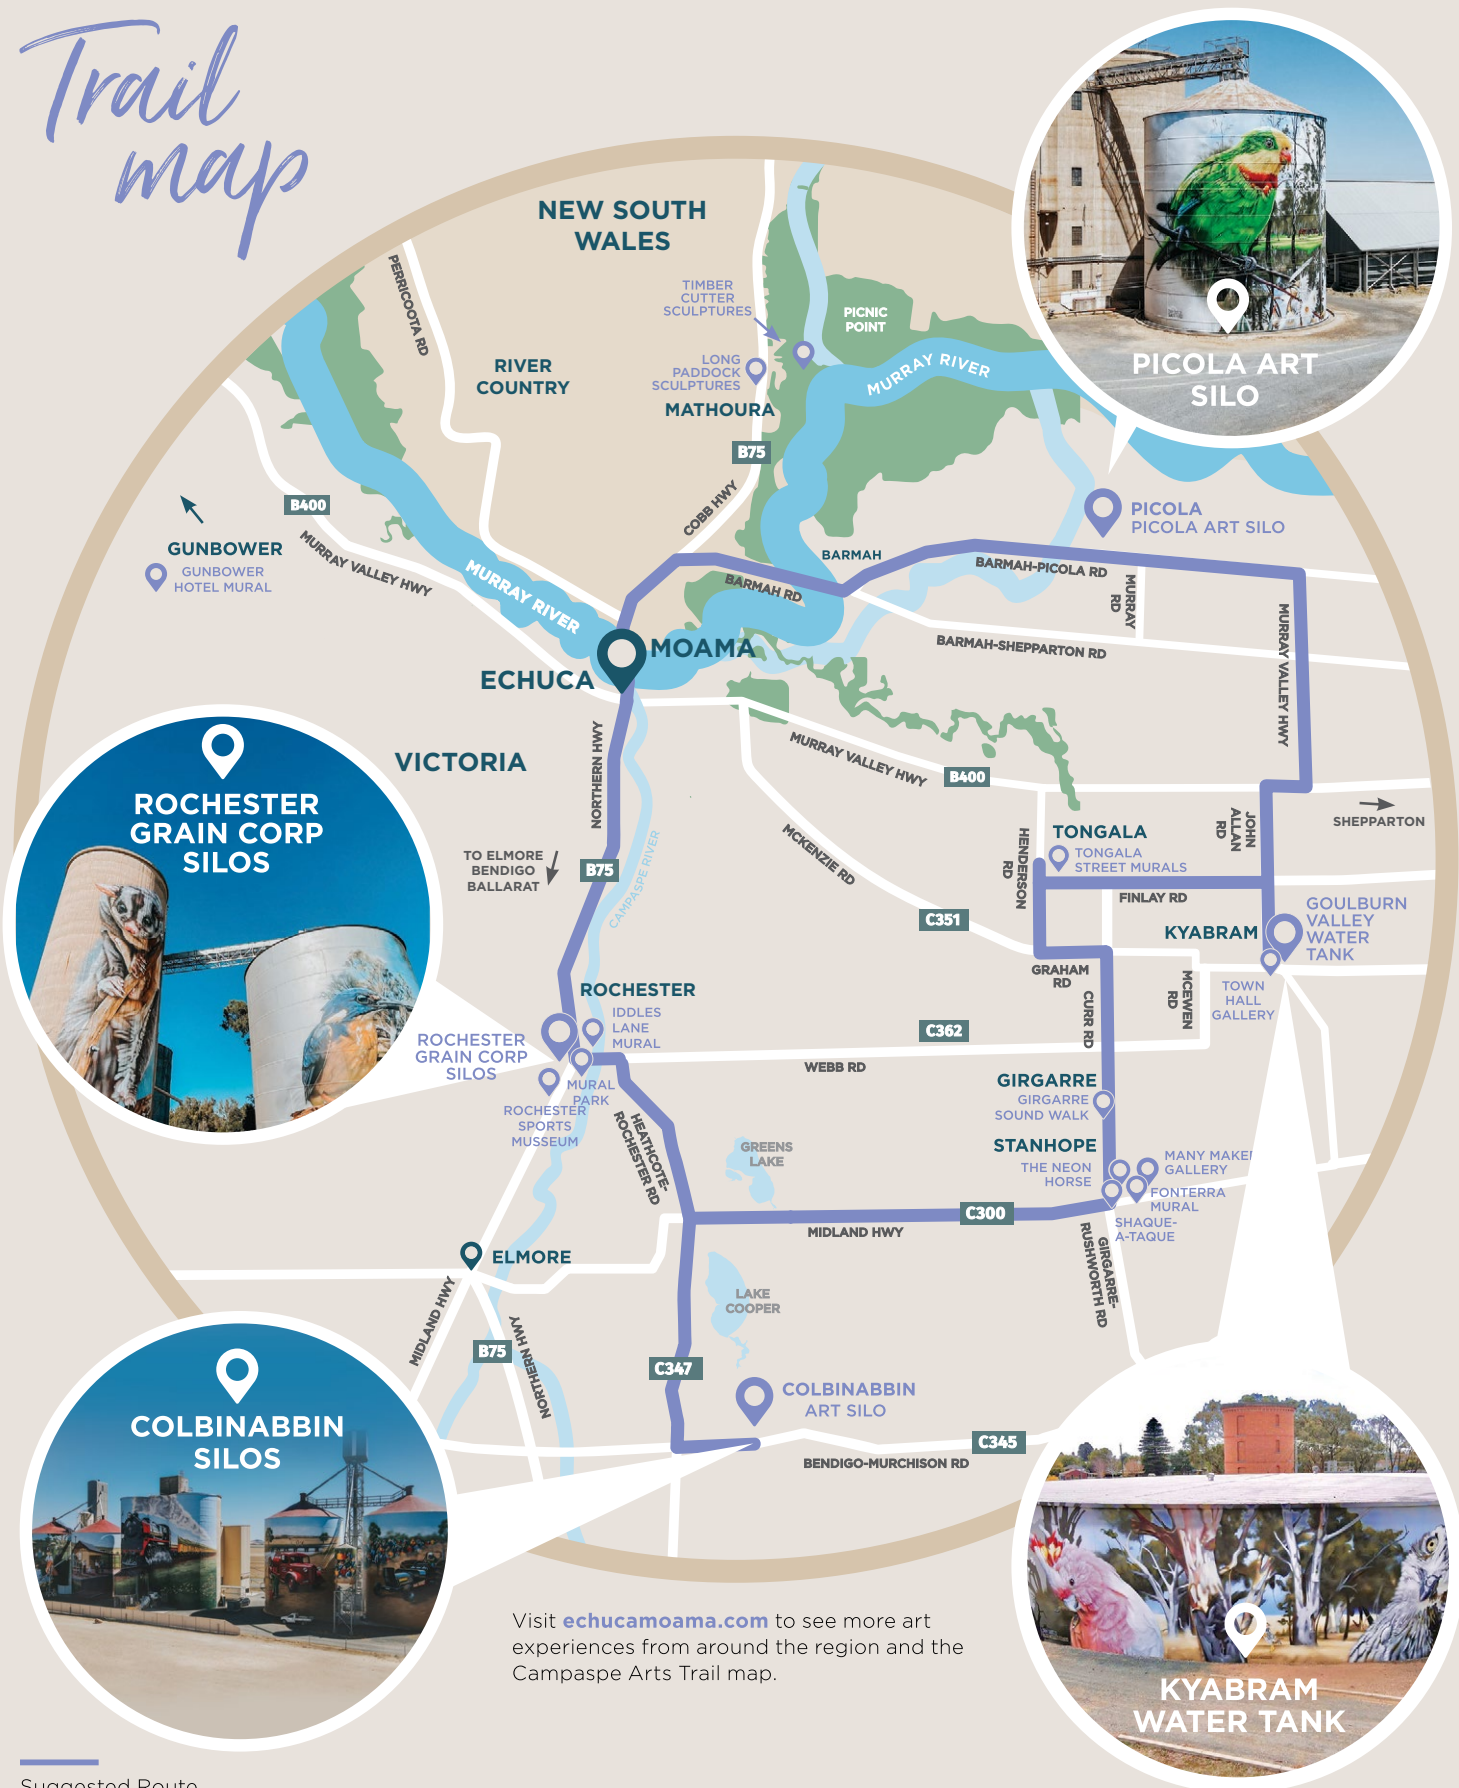 Trail
map
NEW SOUTH
WALES
PERRICOOTA RD
TIMBER
CUTTER
SCULPTURES
PICNIC
POINT
LONG
PADDOCK
SCULPTURES
MATHOURA
RIVER
COUNTRY
MURRAY RIVER
PICOLA ART
SILO
B75
COBB HWY
B400
MURRAY VALLEY HWY
GUNBOWER
GUNBOWER
HOTEL MURAL
MURRAY RIVER
PICOLA
PICOLA ART SILO
BARMAH
BARMAH RD
BARMAH-PICOLA RD
MURRAY
RD
BARMAH-SHEPPARTON RD
MURRAY VALLEY HWY
MOAMA
ECHUCA
VICTORIA
NORTHERN HWY
MURRAY VALLEY HWY
B400
SHEPPARTON
ROCHESTER
GRAIN CORP
SILOS
TO ELMORE
BENDIGO
BALLARAT
B75
CAMPASPE RIVER
MCKENZIE RD
HENDERSON
RD
TONGALA
TONGALA
STREET MURALS
JOHN
ALLAN
RD
FINLAY RD
C351
KYABRAM
GOULBURN
VALLEY
WATER
TANK
GRAHAM
RD
CURR RD
MCEWEN
RD
TOWN
HALL
GALLERY
ROCHESTER
IDDLES
LANE
MURAL
ROCHESTER
GRAIN CORP
SILOS
MURAL
PARK
ROCHESTER
SPORTS
MUSSEUM
C362
WEBB RD
HEATHCOTE-
ROCHESTER RD
GIRGARRE
GIRGARRE
SOUND WALK
STANHOPE
THE NEON
HORSE
MANY MAKE
GALLERY
FONTERRA
MURAL
SHAQUE-
A-TAQUE
GREENS
LAKE
C300
MIDLAND HWY
GIRGARRE-
RUSHWORTH RD
ELMORE
MIDLAND HWY
B75
NORTHERN HWY
LAKE
COOPER
C347
COLBINABBIN
ART SILO
C345
BENDIGO-MURCHISON RD
COLBINABBIN
SILOS
KYABRAM
WATER TANK
Visit echucamoama.com to see more art
experiences from around the region and the
Campaspe Arts Trail map.
Suggested Route